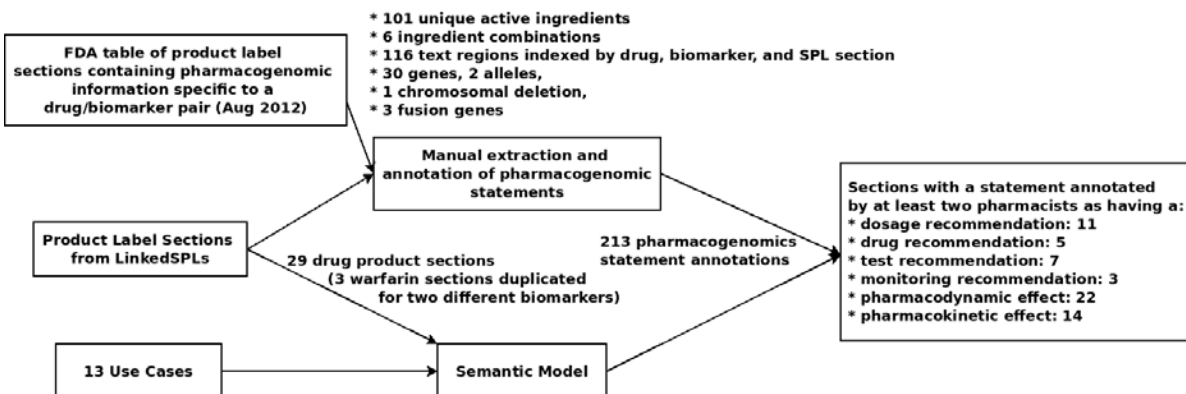 FDA table of product label
sections containing pharmacogenomic
information specific to a
drug/biomarker pair (Aug 2012)
* 101 unique active ingredients
* 6 ingredient combinations
* 116 text regions indexed by drug, biomarker, and SPL section
* 30 genes, 2 alleles,
* 1 chromosomal deletion,
* 3 fusion genes
Manual extraction and
annotation of pharmacogenomic
statements
Product Label Sections
from LinkedSPLs
29 drug product sections
(3 warfarin sections duplicated
for two different biomarkers)
213 pharmacogenomics
statement annotations
Sections with a statement annotated
by at least two pharmacists as having a:
* dosage recommendation: 11
* drug recommendation: 5
* test recommendation: 7
* monitoring recommendation: 3
* pharmacodynamic effect: 22
* pharmacokinetic effect: 14
13 Use Cases
Semantic Model